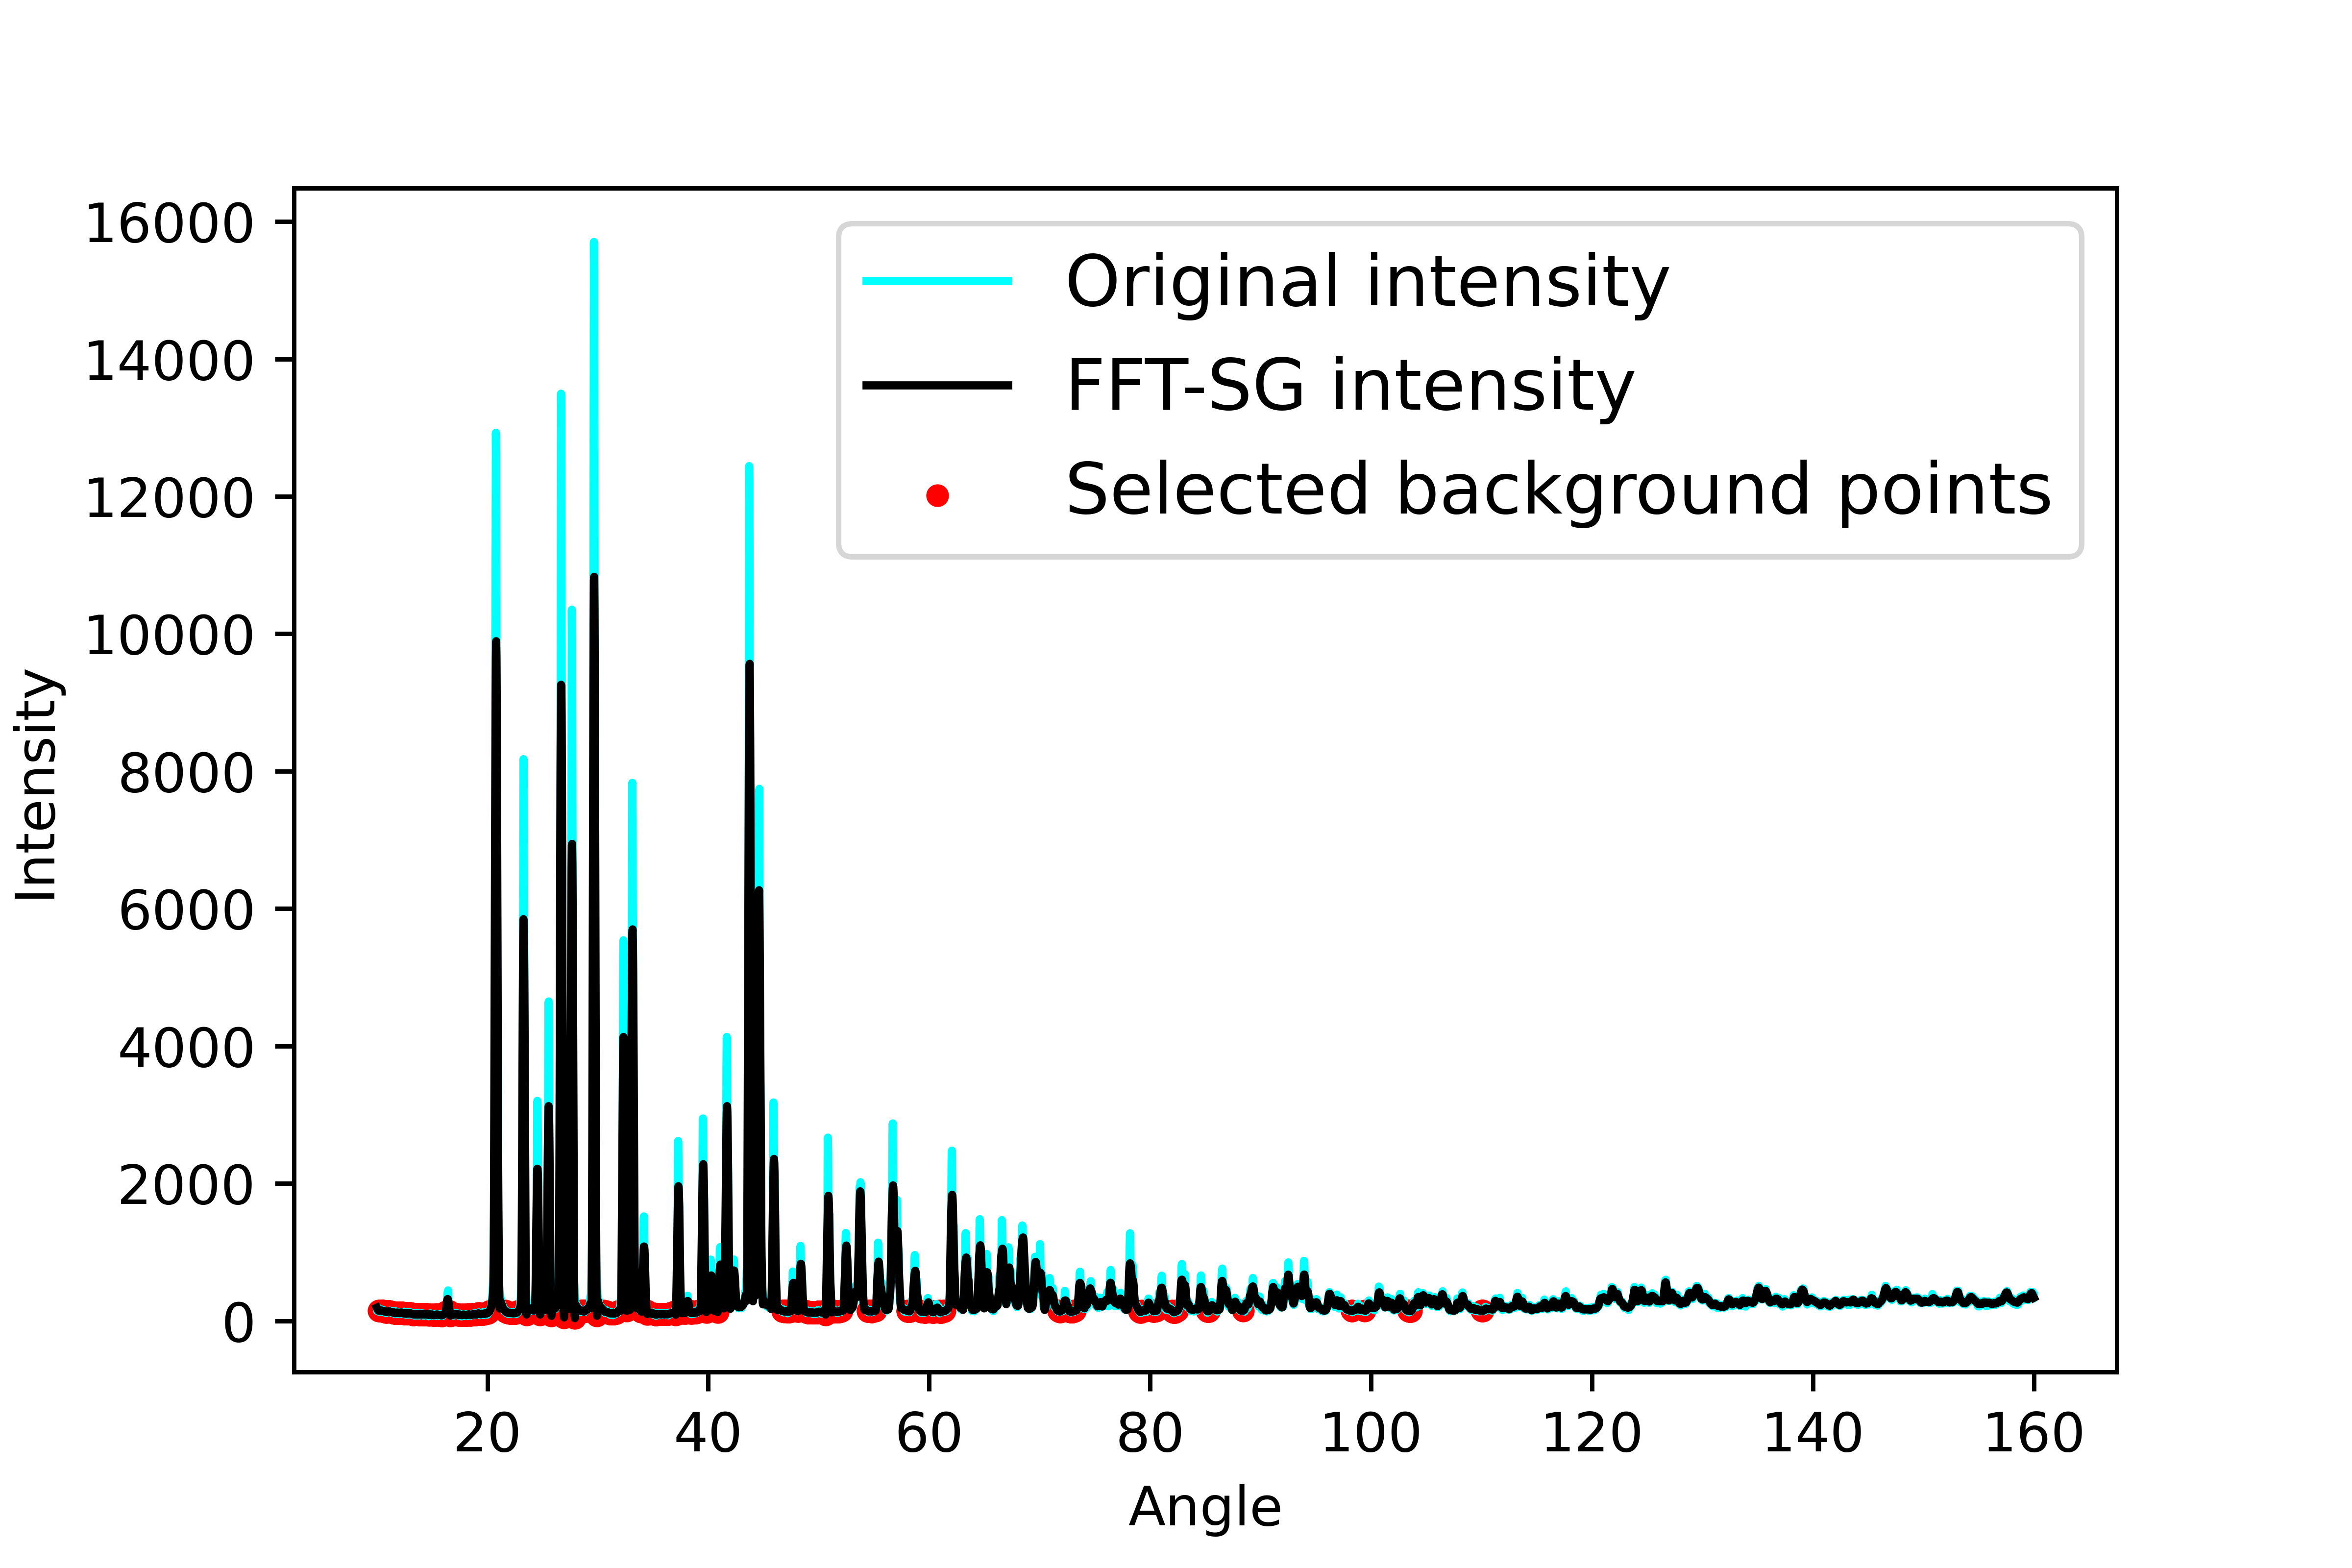 16000
14000
12000
10000
8000
6000
4000
2000
0
Intensity
Original intensity
FFT-SG intensity
Selected background points
20 40 60 80 100 120 140 160
Angle